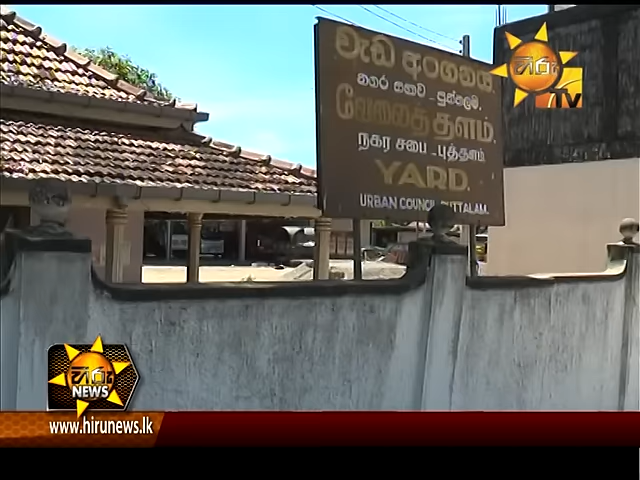 වැඩ අංගනය
නගර සභාව - පුත්තලම.
வேலைத்தளம்.
நகர சபை - புத்தளம்.
YARD.
URBAN COUNCIL PUTTALAM.
හිරු
tv
හිරු
NEWS
www.hirunews.lk